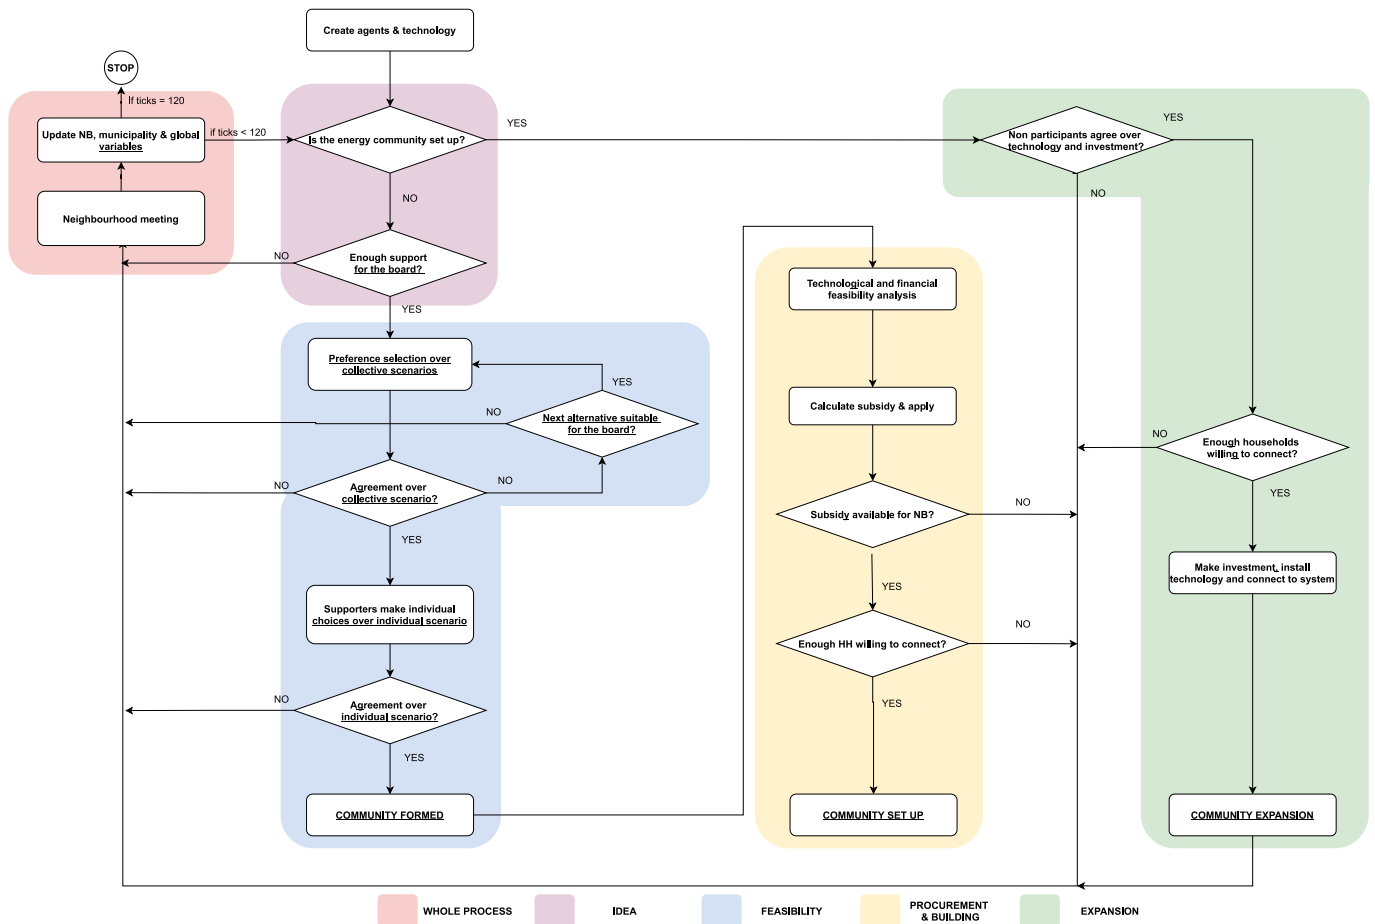 Create agents & technology
STOP
If ticks = 120
Update NB, municipality & global
variables
if ticks < 120
Neighbourhood meeting
Is the energy community set up?
YES
NO
Enough support
for the board?
NO
YES
Preference selection over
collective scenarios
YES
Next alternative suitable
for the board?
NO
Agreement over
collective scenario?
NO
NO
YES
Supporters make individual
choices over individual scenario
Agreement over
individual scenario?
NO
YES
COMMUNITY FORMED
Technological and financial
feasibility analysis
Calculate subsidy & apply
Subsidy available for NB?
NO
YES
Enough HH willing to connect?
NO
YES
COMMUNITY SET UP
Non participants agree over
technology and investment?
YES
NO
Enough households
willing to connect?
NO
YES
Make investment, install
technology and connect to system
COMMUNITY EXPANSION
WHOLE PROCESS
IDEA
FEASIBILITY
PROCUREMENT
& BUILDING
EXPANSION